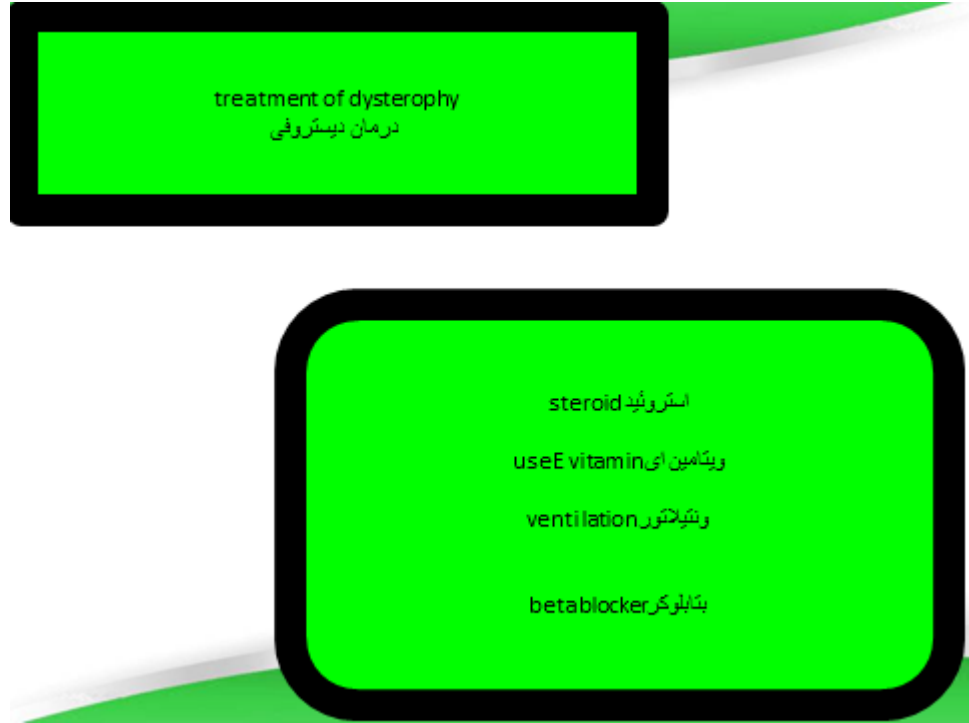 treatment of dysterophy
درمان دیستروفی
استروئید steroid
ویتامین ای useE vitamin
ونتیلاتور ventilation
بتابلوکر betablocker